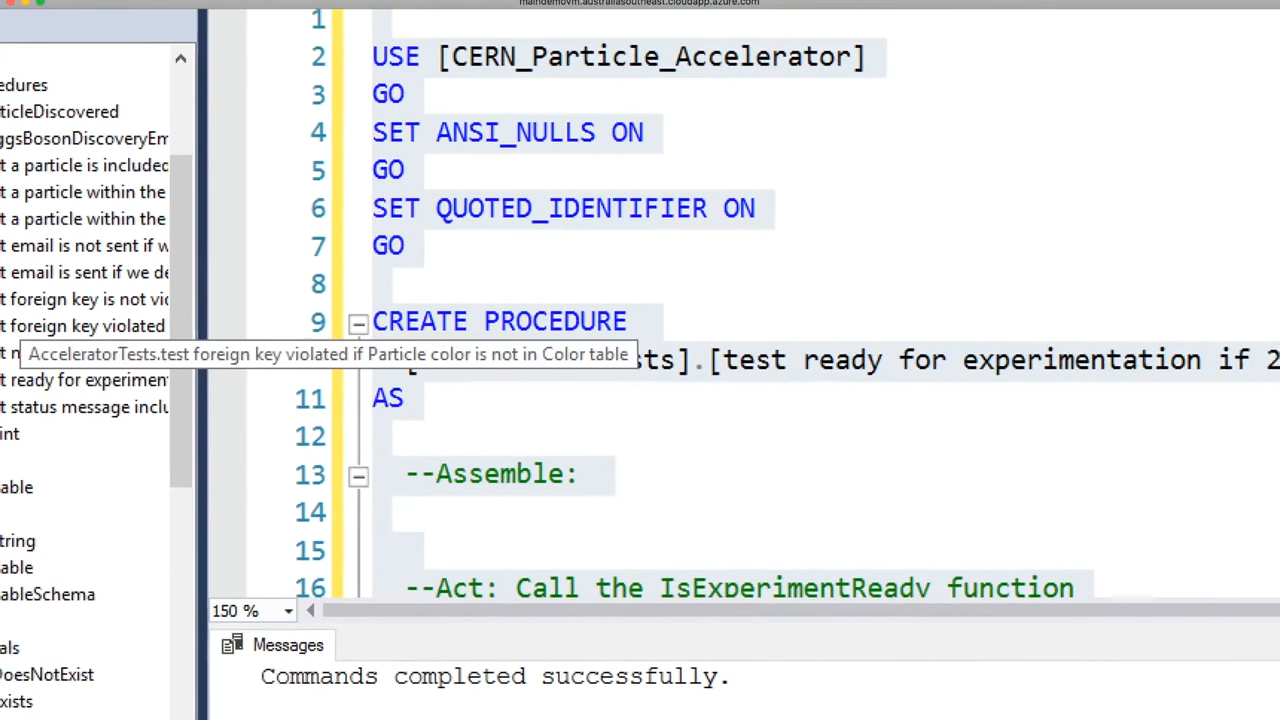 maindemovm.australiasoutheast.cloudapp.azure.com
edures
ticleDiscovered
ggsBosonDiscoveryEm
t a particle is included
t a particle within the
t a particle within the
t email is not sent if w
t email is sent if we de
t foreign key is not vio
t foreign key violated
AcceleratorTests.test foreign key violated if Particle color is not in Color table
t ready for experiment
t status message inclu
int
able
tring
able
ableSchema
als
DoesNotExist
xists
1
2 USE [CERN_Particle_Accelerator]
3 GO
4 SET ANSI_NULLS ON
5 GO
6 SET QUOTED_IDENTIFIER ON
7 GO
8
9 CREATE PROCEDURE
sts].[test ready for experimentation if 2
11 AS
12
13 --Assemble:
14
15
16 --Act: Call the IsExperimentReady function
150 %
Messages
Commands completed successfully.